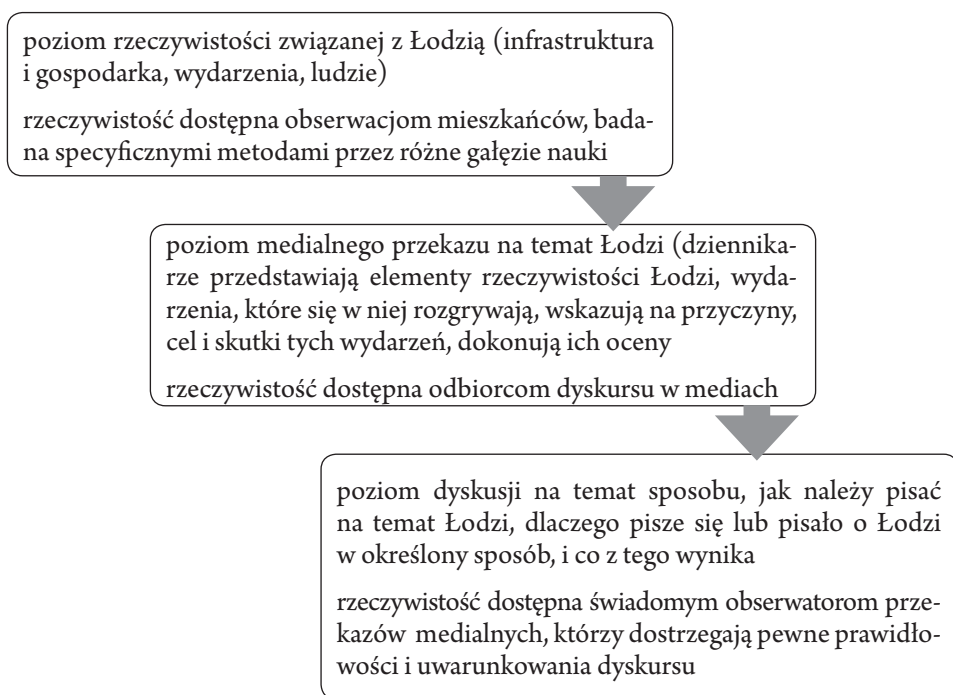 poziom rzeczywistości związanej z Łodzią (infrastruktura
i gospodarka, wydarzenia, ludzie)
rzeczywistość dostępna obserwacjom mieszkańców, bada-
na specyficznymi metodami przez różne gałęzie nauki
poziom medialnego przekazu na temat Łodzi (dziennika-
rze przedstawiają elementy rzeczywistości Łodzi, wyda-
rzenia, które się w niej rozgrywają, wskazują na przyczyny,
cel i skutki tych wydarzeń, dokonują ich oceny
rzeczywistość dostępna odbiorcom dyskursu w mediach
poziom dyskusji na temat sposobu, jak należy pisać
na temat Łodzi, dlaczego pisze się lub pisało o Łodzi
w określony sposób, i co z tego wynika
rzeczywistość dostępna świadomym obserwatorom prze-
kazów medialnych, którzy dostrzegają pewne prawidło-
wości i uwarunkowania dyskursu